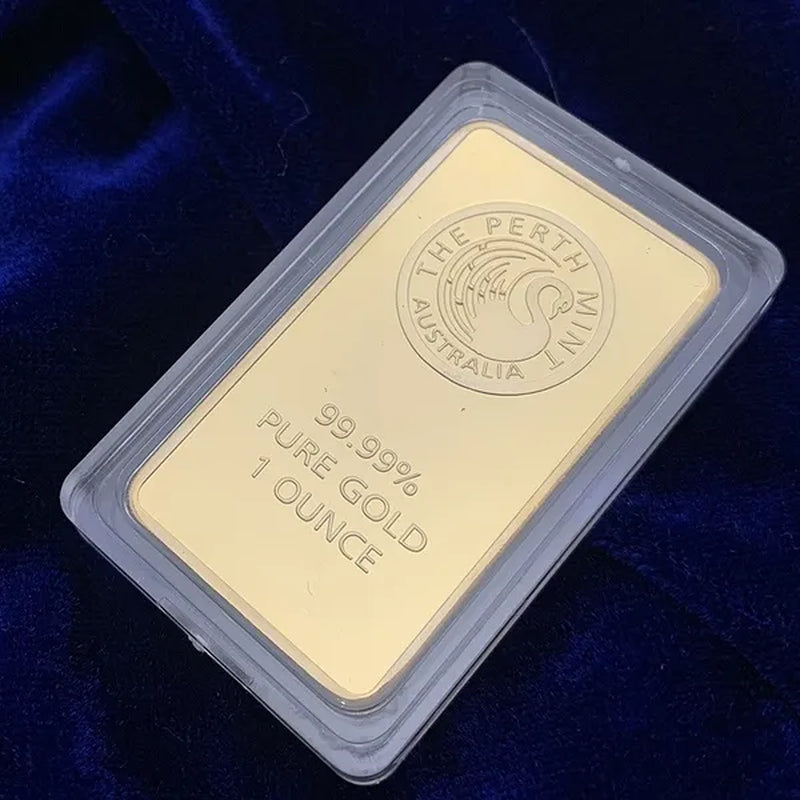 THE PERTH MINT
AUSTRALIA
99.99%
PURE GOLD
1 OUNCE